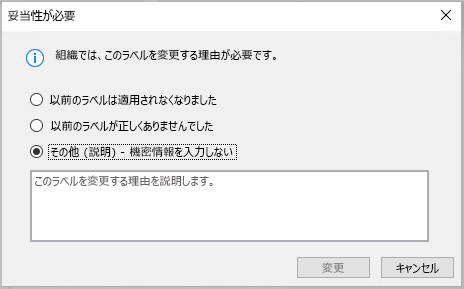 妥当性が必要
組織では、このラベルを変更する理由が必要です。
以前のラベルは適用されなくなりました
以前のラベルが正しくありませんでした
その他 (説明) - 機密情報を入力しない
このラベルを変更する理由を説明します。
変更
キャンセル